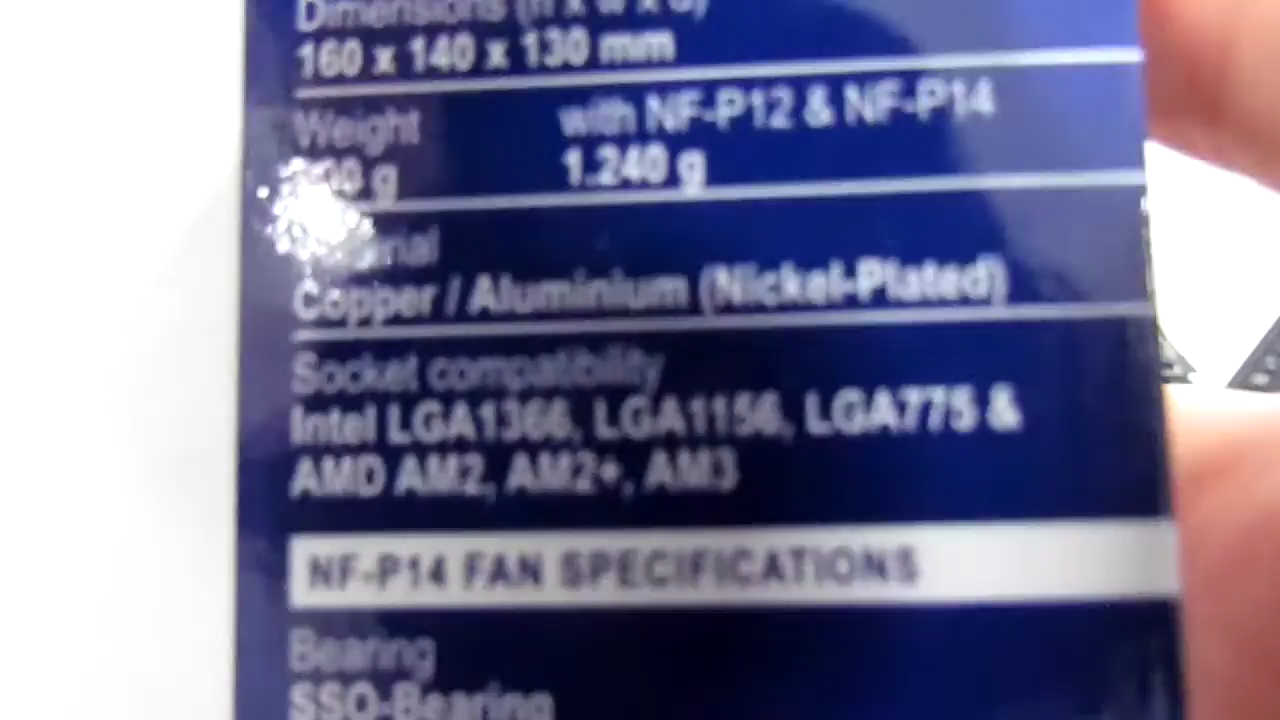 Dimensions (h x w x d)
160 x 140 x 130 mm
Weight with NF-P12 & NF-P14
g 1.240 g
Copper / Aluminium (Nickel-Plated)
Socket compatibility
Intel LGA1366, LGA1156, LGA775 &
AMD AM2, AM2+, AM3
NF-P14 FAN SPECIFICATIONS
Bearing
SSO-Bearing